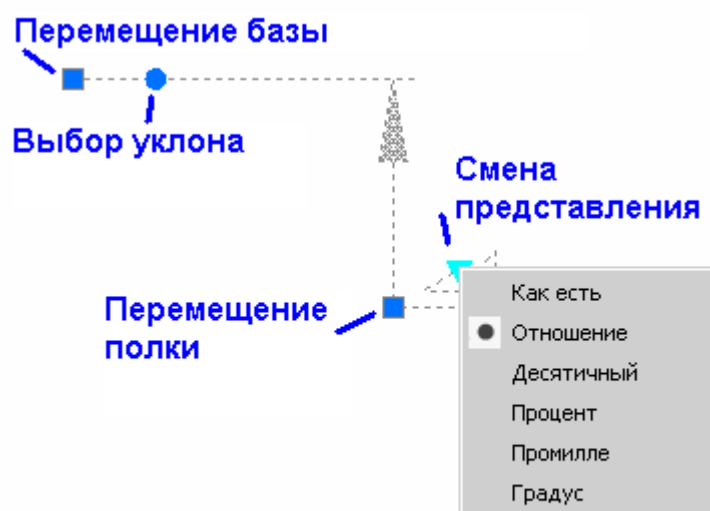 Перемещение базы
Выбор уклона
Смена
представления
Перемещение
полки
Как есть
Отношение
Десятичный
Процент
Промилле
Градус